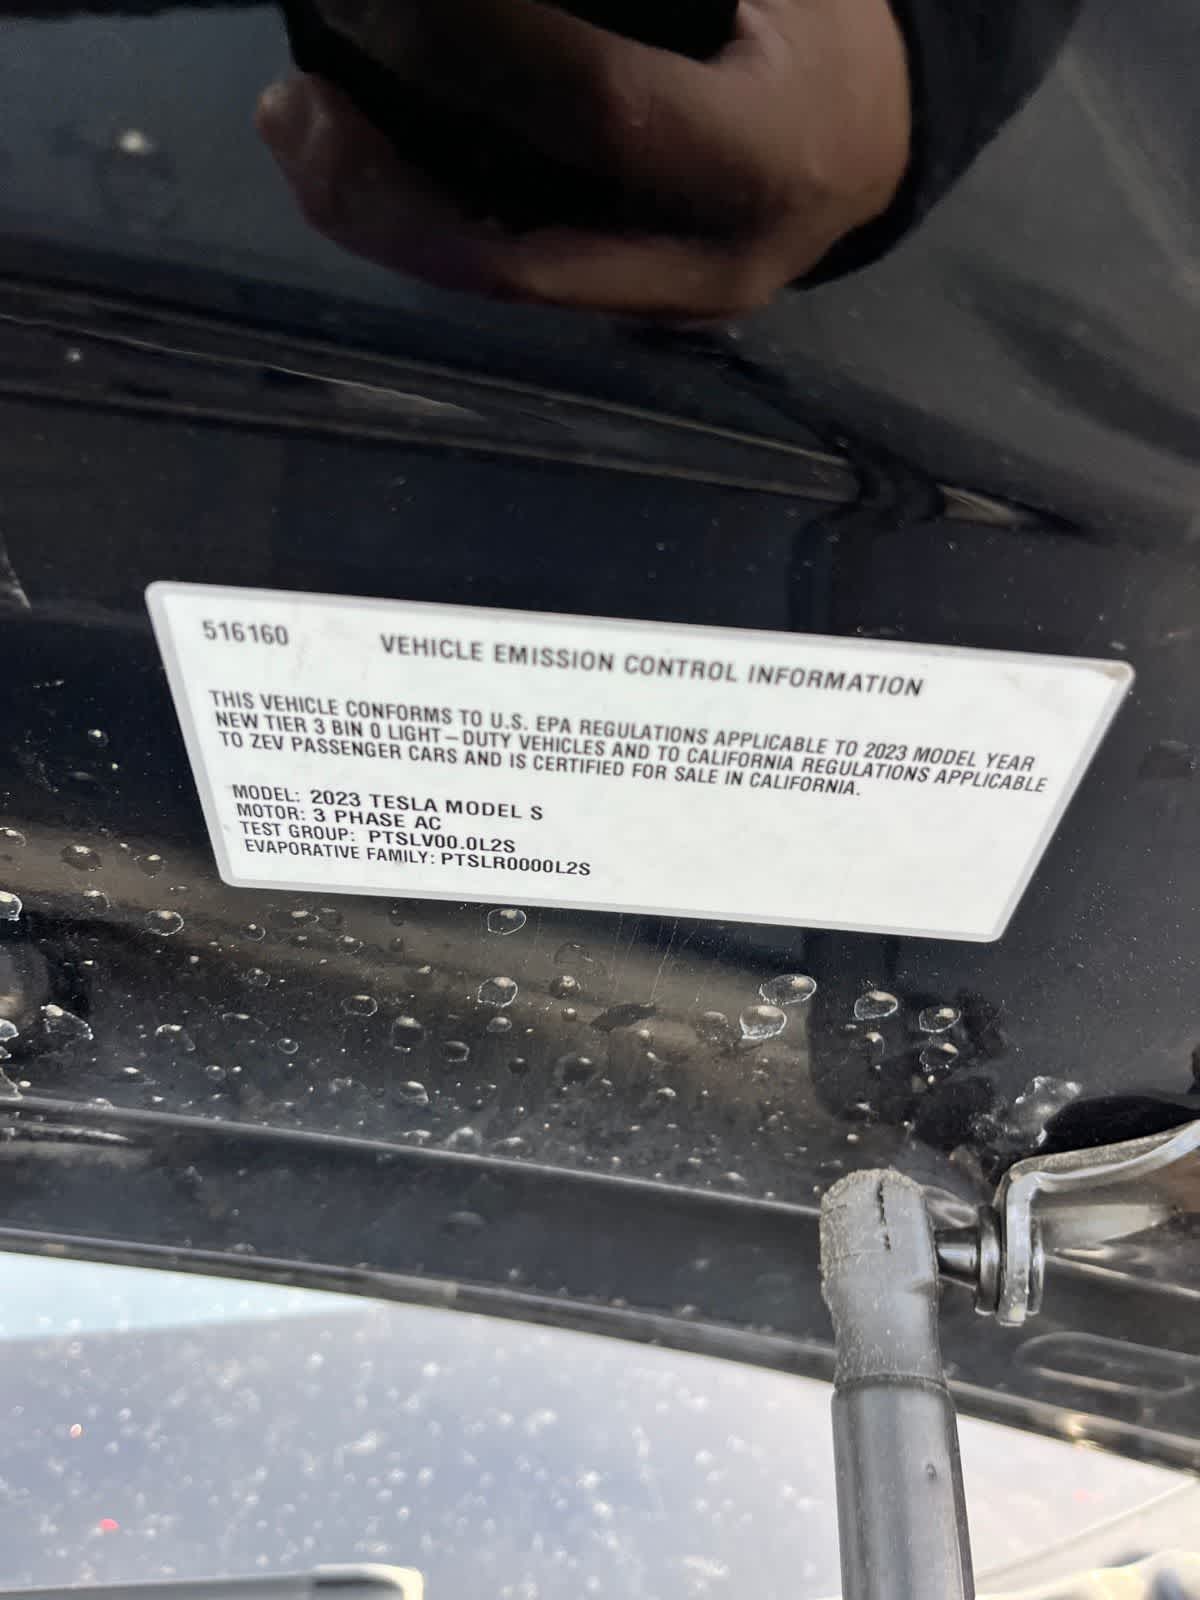 516160 VEHICLE EMISSION CONTROL INFORMATION
THIS VEHICLE CONFORMS TO U.S. EPA REGULATIONS APPLICABLE TO 2023 MODEL YEAR
NEW TIER 3 BIN 0 LIGHT-DUTY VEHICLES AND TO CALIFORNIA REGULATIONS APPLICABLE
TO ZEV PASSENGER CARS AND IS CERTIFIED FOR SALE IN CALIFORNIA.
MODEL: 2023 TESLA MODEL S
MOTOR: 3 PHASE AC
TEST GROUP: PTSLV00.0L2S
EVAPORATIVE FAMILY: PTSLR0000L2S